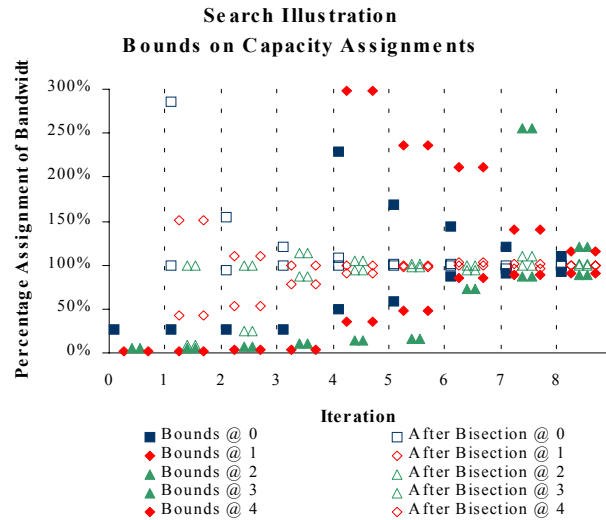 Search Illustration
Bounds on Capacity Assignments
Percentage Assignment of Bandwidt
300%
250%
200%
150%
100%
50%
0%
0 1 2 3 4 5 6 7 8
Iteration
Bounds @ 0
After Bisection @ 0
Bounds @ 1
After Bisection @ 1
Bounds @ 2
After Bisection @ 2
Bounds @ 3
After Bisection @ 3
Bounds @ 4
After Bisection @ 4